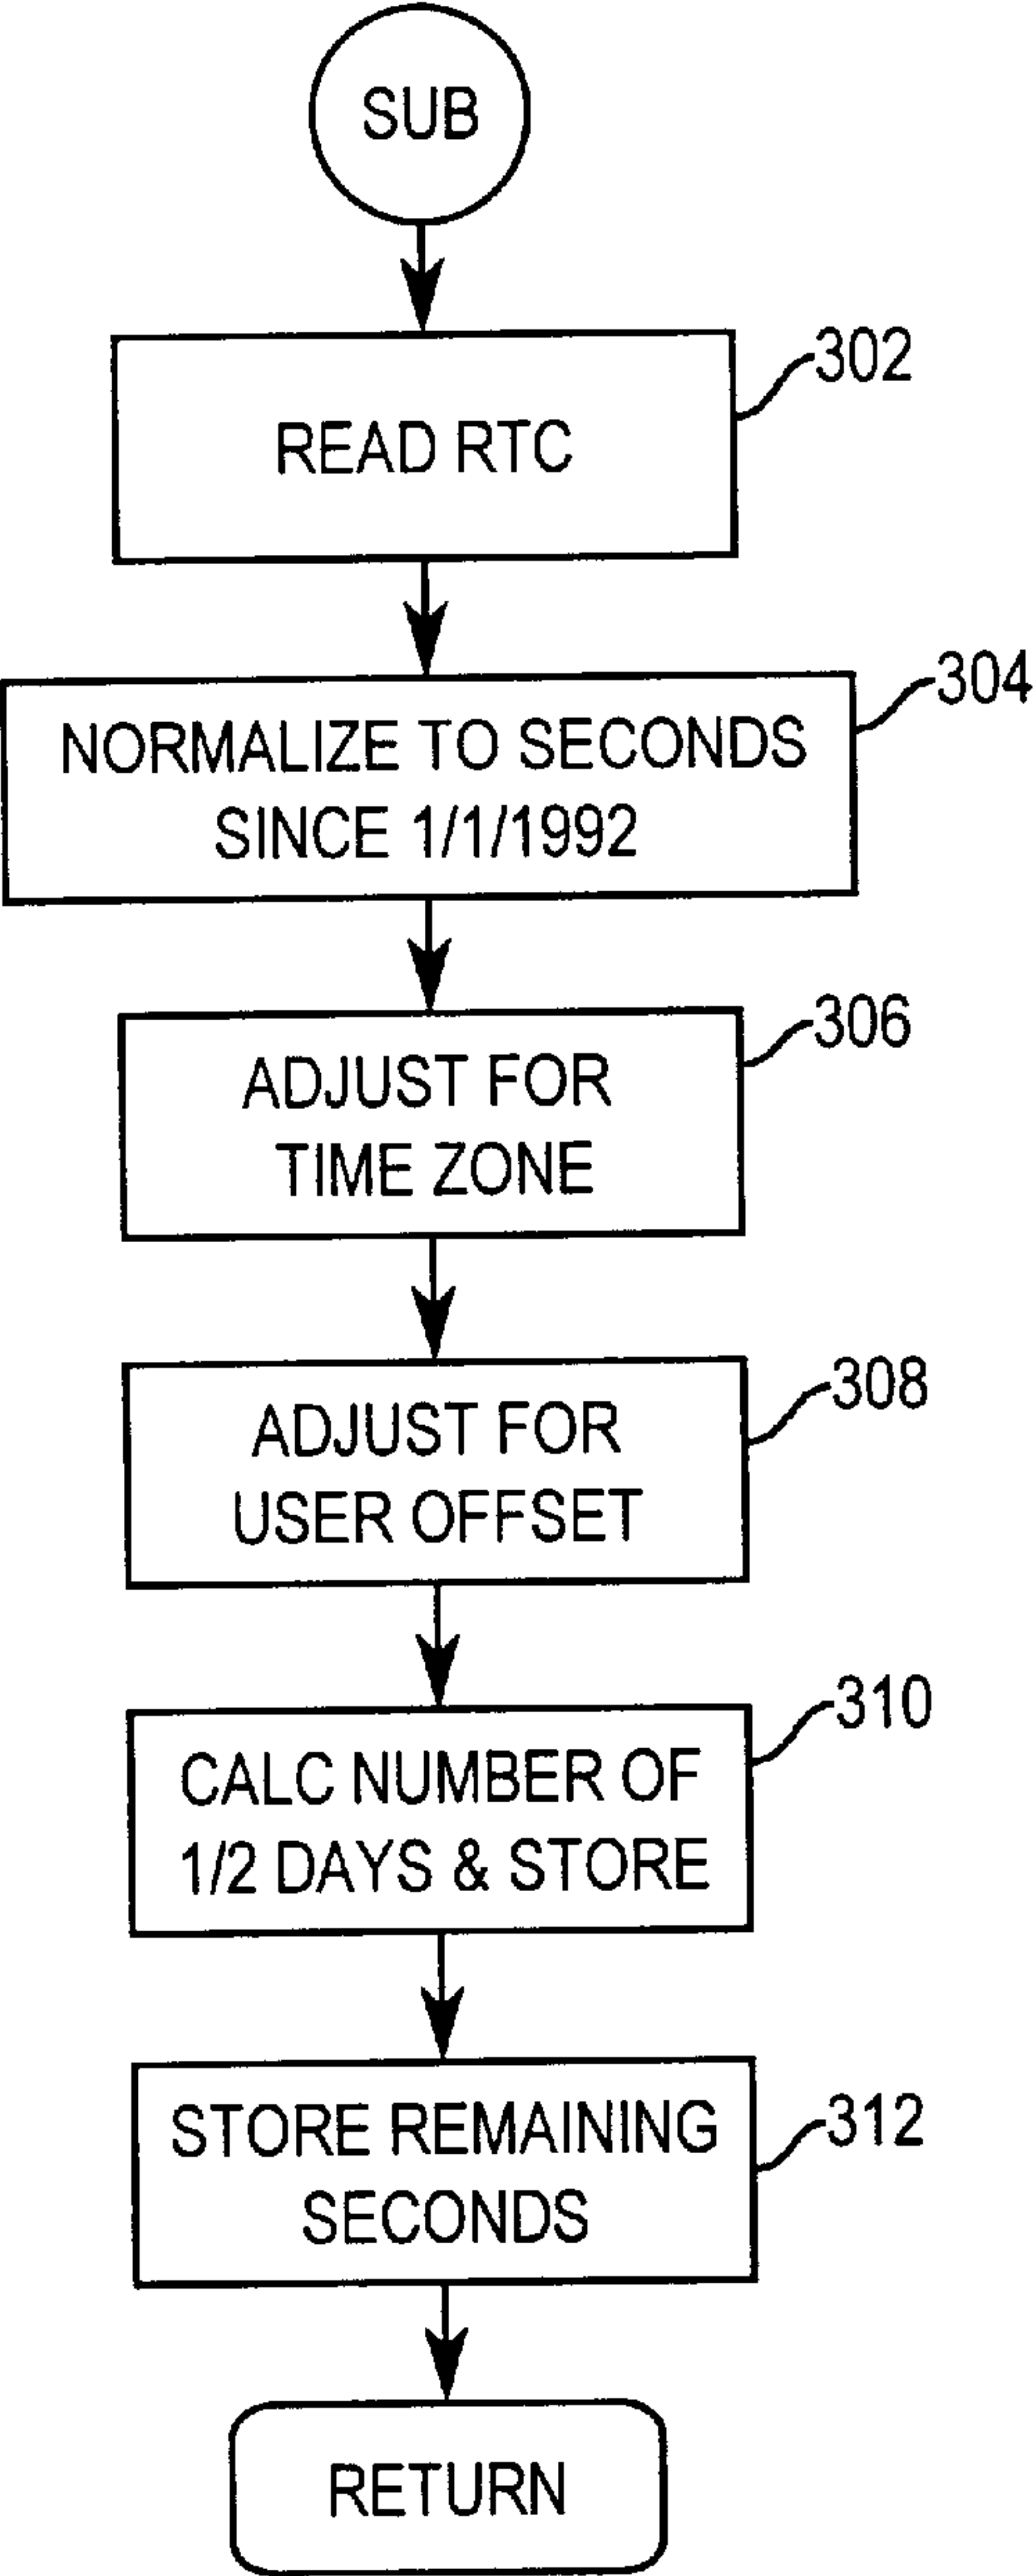 SUB
302
READ RTC
304
NORMALIZE TO SECONDS
SINCE 1/1/1992
306
ADJUST FOR
TIME ZONE
308
ADJUST FOR
USER OFFSET
310
CALC NUMBER OF
1/2 DAYS & STORE
312
STORE REMAINING
SECONDS
RETURN